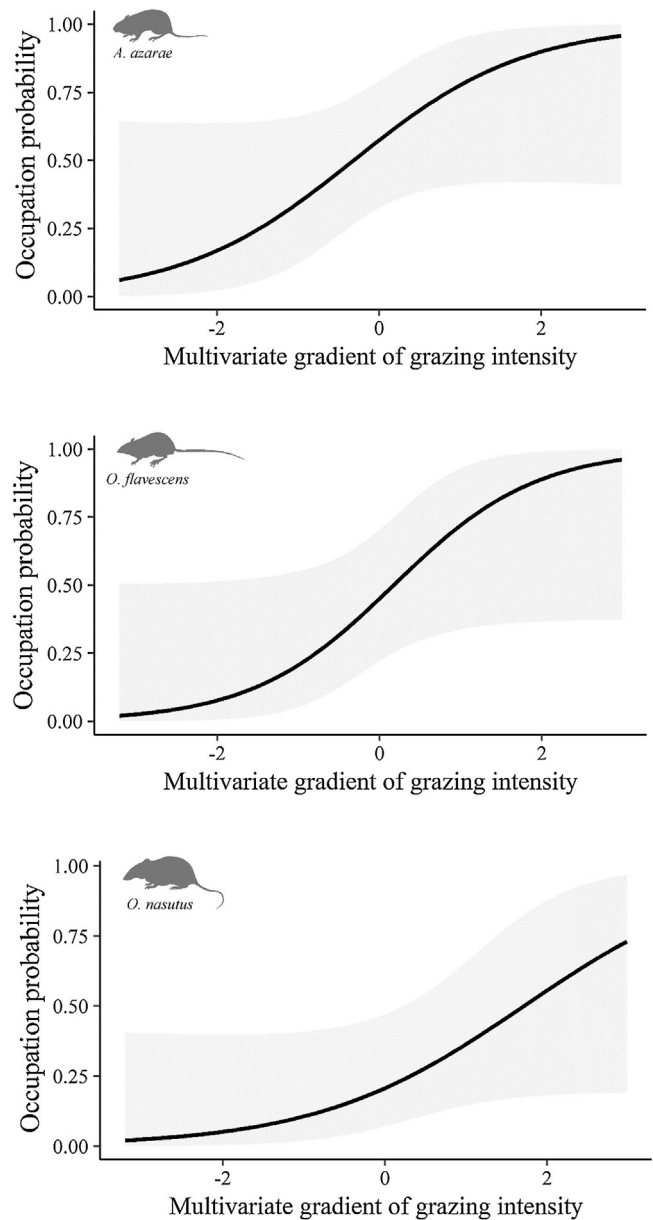 A. azarae
Occupation probability
1.00
0.75
0.50
0.25
0.00
-2
0
2
Multivariate gradient of grazing intensity
O. flavescens
Occupation probability
1.00
0.75
0.50
0.25
0.00
-2
0
2
Multivariate gradient of grazing intensity
O. nasutus
Occupation probability
1.00
0.75
0.50
0.25
0.00
-2
0
2
Multivariate gradient of grazing intensity